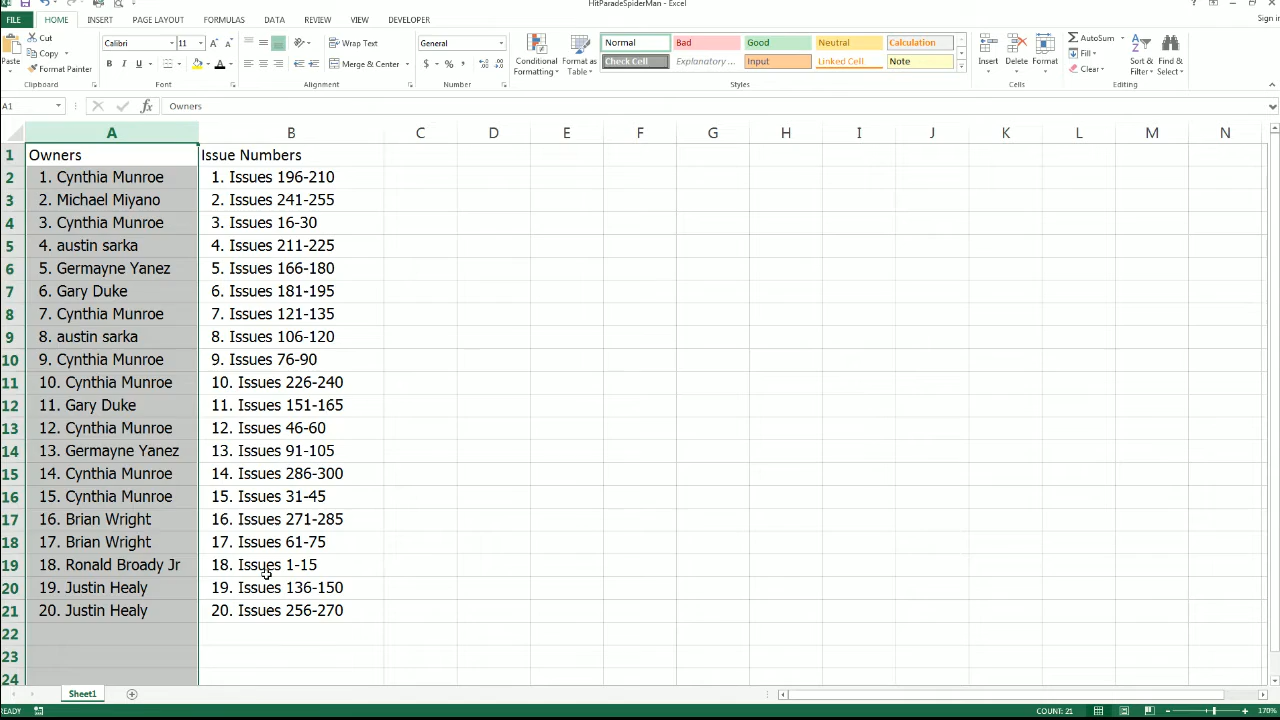 HitParadeSpiderMan - Excel
Sign in
FILE HOME INSERT PAGE LAYOUT FORMULAS DATA REVIEW VIEW DEVELOPER
Cut
Copy
Format Painter
Paste
Clipboard
Calibri 11
B I U
Font
Wrap Text
Merge & Center
Alignment
General
$ % ,
Number
Conditional Formatting
Format as Table
Normal Bad Good Neutral Calculation
Check Cell Explanatory ... Input Linked Cell Note
Styles
Insert Delete Format
Cells
AutoSum
Fill
Clear
Sort & Filter
Find & Select
Editing
A1 fx Owners
A B C D E F G H I J K L M N
1 Owners Issue Numbers
2 1. Cynthia Munroe 1. Issues 196-210
3 2. Michael Miyano 2. Issues 241-255
4 3. Cynthia Munroe 3. Issues 16-30
5 4. austin sarka 4. Issues 211-225
6 5. Germayne Yanez 5. Issues 166-180
7 6. Gary Duke 6. Issues 181-195
8 7. Cynthia Munroe 7. Issues 121-135
9 8. austin sarka 8. Issues 106-120
10 9. Cynthia Munroe 9. Issues 76-90
11 10. Cynthia Munroe 10. Issues 226-240
12 11. Gary Duke 11. Issues 151-165
13 12. Cynthia Munroe 12. Issues 46-60
14 13. Germayne Yanez 13. Issues 91-105
15 14. Cynthia Munroe 14. Issues 286-300
16 15. Cynthia Munroe 15. Issues 31-45
17 16. Brian Wright 16. Issues 271-285
18 17. Brian Wright 17. Issues 61-75
19 18. Ronald Broady Jr 18. Issues 1-15
20 19. Justin Healy 19. Issues 136-150
21 20. Justin Healy 20. Issues 256-270
22
23
24
Sheet1
READY COUNT: 21 170%